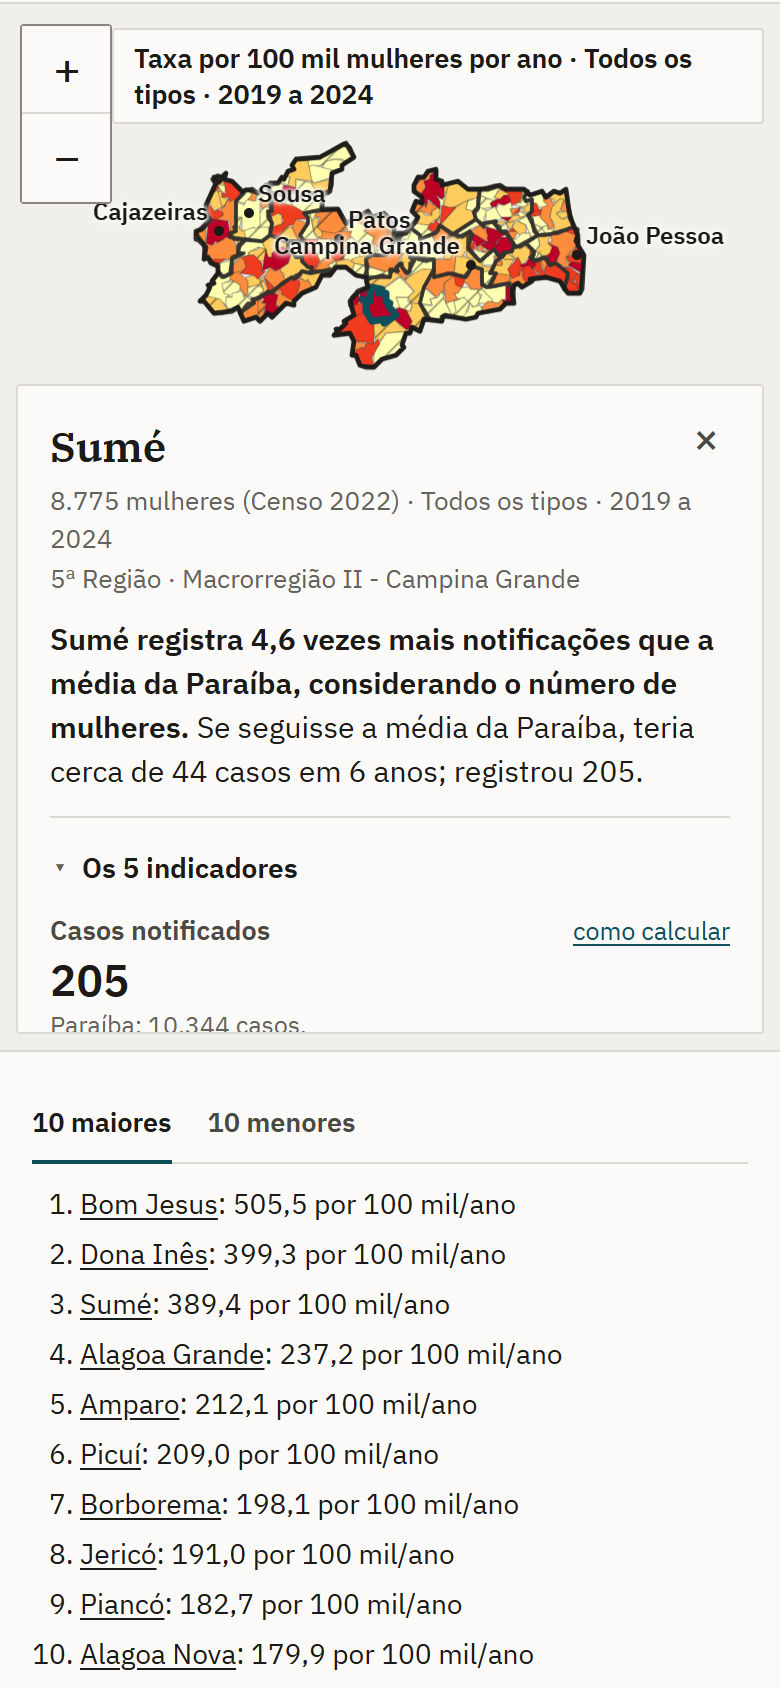 +
−
Taxa por 100 mil mulheres por ano · Todos os
tipos · 2019 a 2024
Sousa
Cajazeiras
Patos
Campina Grande
João Pessoa
Sumé
×
8.775 mulheres (Censo 2022) · Todos os tipos · 2019 a
2024
5ª Região · Macrorregião II - Campina Grande
Sumé registra 4,6 vezes mais notificações que a
média da Paraíba, considerando o número de
mulheres. Se seguisse a média da Paraíba, teria
cerca de 44 casos em 6 anos; registrou 205.
▾ Os 5 indicadores
Casos notificados como calcular
205
Paraíba: 10.344 casos.
10 maiores 10 menores
1. Bom Jesus: 505,5 por 100 mil/ano
2. Dona Inês: 399,3 por 100 mil/ano
3. Sumé: 389,4 por 100 mil/ano
4. Alagoa Grande: 237,2 por 100 mil/ano
5. Amparo: 212,1 por 100 mil/ano
6. Picuí: 209,0 por 100 mil/ano
7. Borborema: 198,1 por 100 mil/ano
8. Jericó: 191,0 por 100 mil/ano
9. Piancó: 182,7 por 100 mil/ano
10. Alagoa Nova: 179,9 por 100 mil/ano